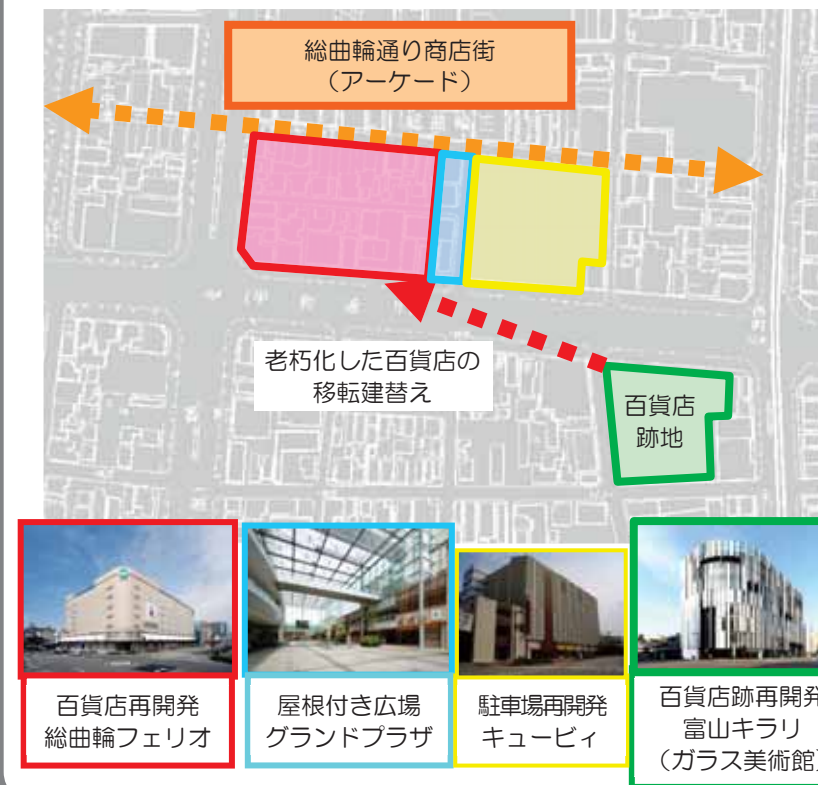 総曲輪通り商店街
（アーケード）
老朽化した百貨店の
移転建替え
百貨店
跡地
百貨店再開発
総曲輪フェリオ
屋根付き広場
グランドプラザ
駐車場再開発
キュービィ
百貨店跡再開発
富山キラリ
（ガラス美術館）